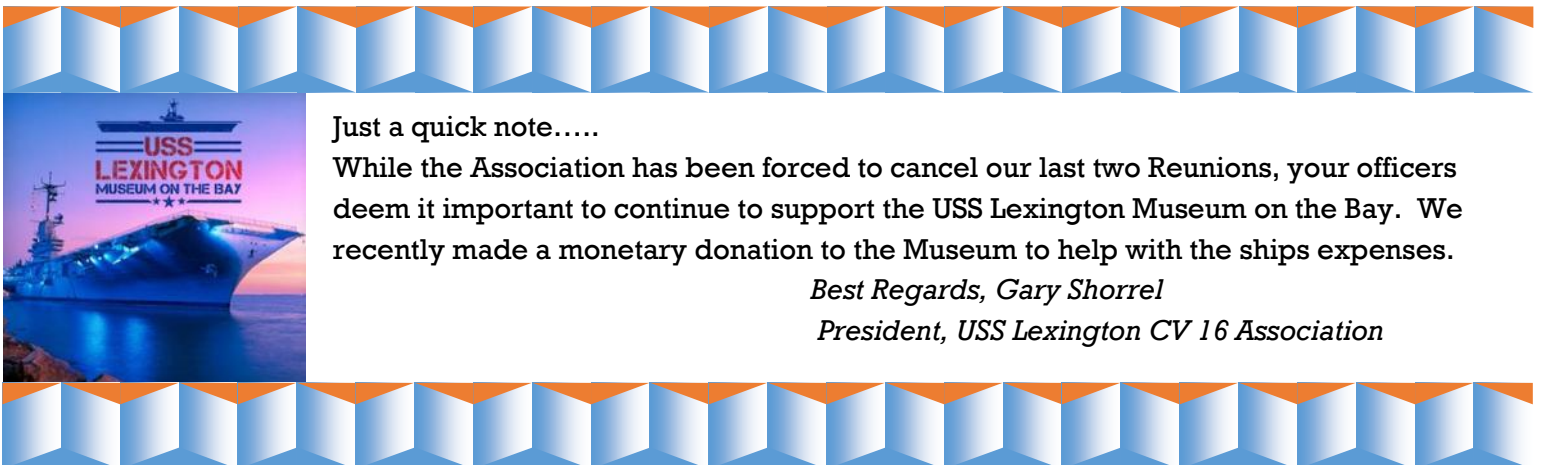 USS
LEXINGTON
MUSEUM ON THE BAY
Just a quick note…..
While the Association has been forced to cancel our last two Reunions, your officers
deem it important to continue to support the USS Lexington Museum on the Bay.  We
recently made a monetary donation to the Museum to help with the ships expenses.
Best Regards, Gary Shorrel
President, USS Lexington CV 16 Association